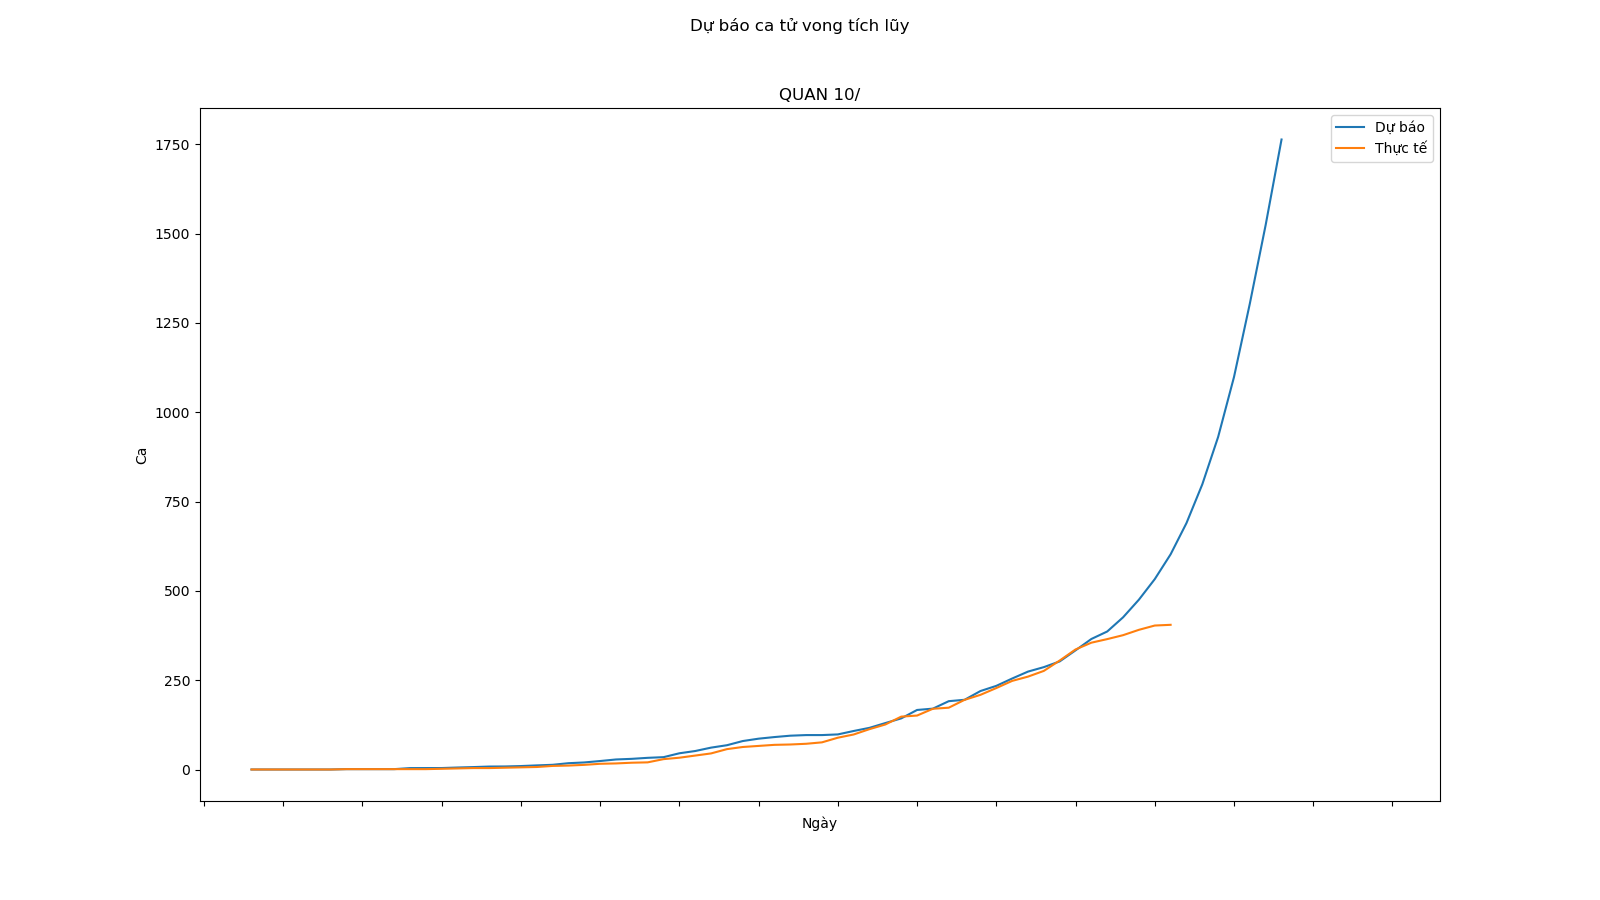 Dự báo ca tử vong tích lũy
QUAN 10/
Dự báo
Thực tế
1750
1500
1250
1000
750
500
250
0
Ca
Ngày